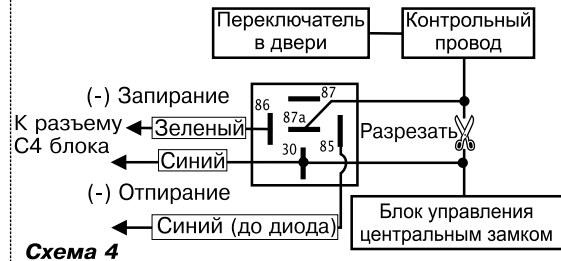 Переключатель
в двери
Контрольный
провод
(-) Запирание
86
87
87а
К разъему
С4 блока
Зеленый
Разрезать
Синий
30
85
(-) Отпирание
Синий (до диода)
Блок управления
центральным замком
Схема 4